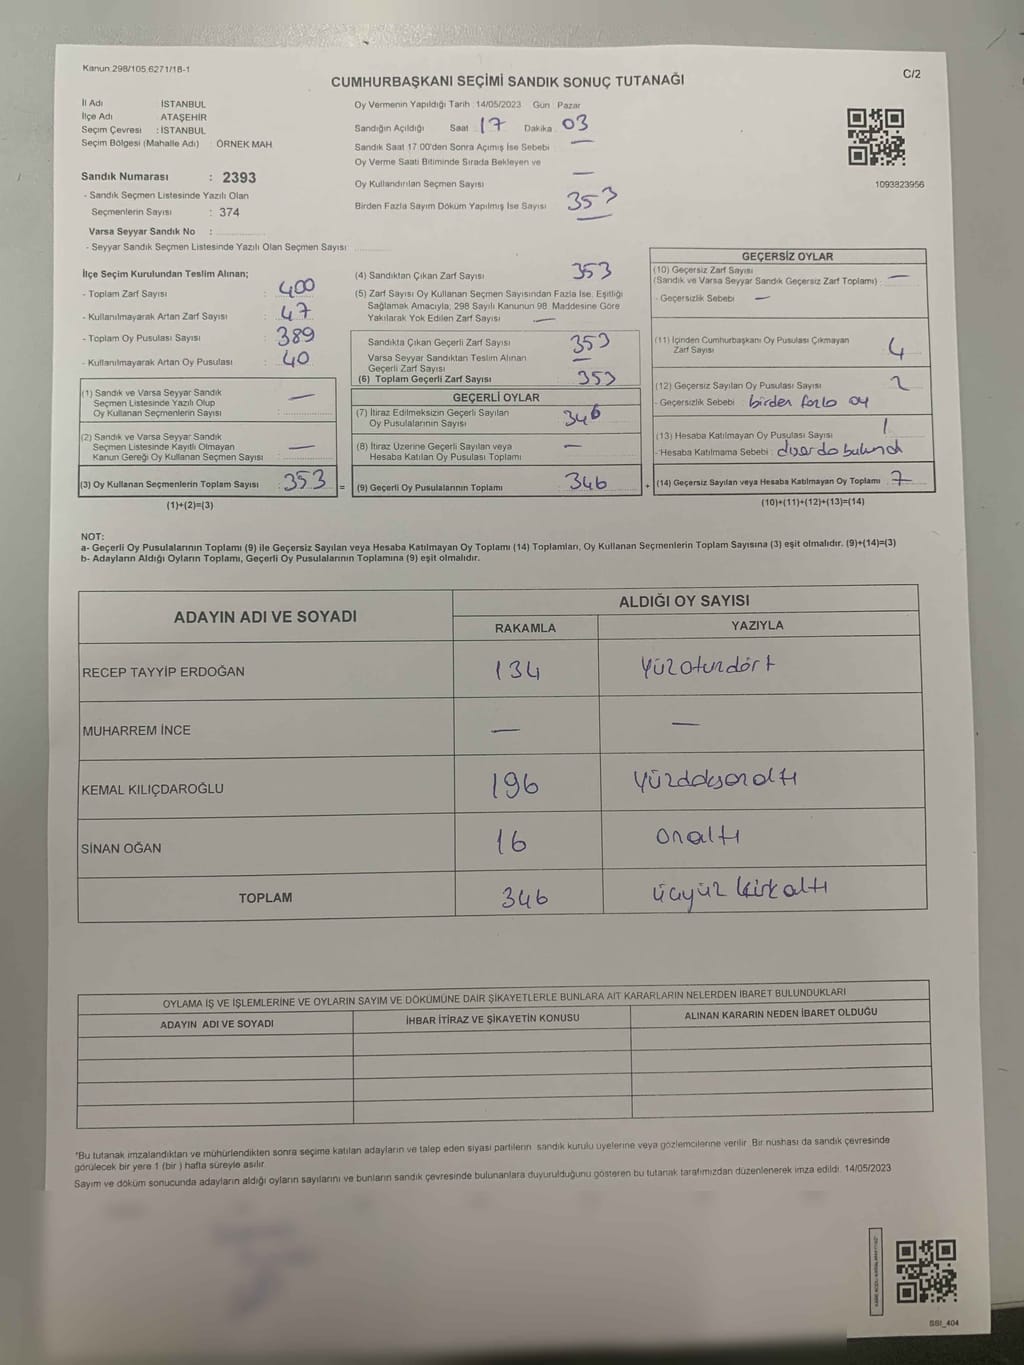 Kanun 298/105 6271/18-1
C/2
CUMHURBAŞKANI SEÇİMİ SANDIK SONUÇ TUTANAĞI
İl Adı : İSTANBUL
İlçe Adı ATAŞEHİR
Seçim Çevresi : İSTANBUL
Seçim Bölgesi (Mahalle Adı) : ÖRNEK MAH
Sandık Numarası : 2393
- Sandık Seçmen Listesinde Yazılı Olan
Seçmenlerin Sayısı : 374
Varsa Seyyar Sandık No :
- Seyyar Sandık Seçmen Listesinde Yazılı Olan Seçmen Sayısı
Oy Vermenin Yapıldığı Tarih 14/05/2023 Gün Pazar
Sandığın Açıldığı Saat 17 Dakika 03
Sandık Saat 17 00'den Sonra Açılmış İse Sebebi —
Oy Verme Saati Bitiminde Sırada Bekleyen ve
Oy Kullandırılan Seçmen Sayısı —
Birden Fazla Sayım Döküm Yapılmış İse Sayısı 353
1093823956
İlçe Seçim Kurulundan Teslim Alınan;
- Toplam Zarf Sayısı : 400
- Kullanılmayarak Artan Zarf Sayısı : 47
- Toplam Oy Pusulası Sayısı : 389
- Kullanılmayarak Artan Oy Pusulası : 40
(1) Sandık ve Varsa Seyyar Sandık
Seçmen Listesinde Yazılı Olup
Oy Kullanan Seçmenlerin Sayısı : —
(2) Sandık ve Varsa Seyyar Sandık
Seçmen Listesinde Kayıtlı Olmayan
Kanun Gereği Oy Kullanan Seçmen Sayısı —
(3) Oy Kullanan Seçmenlerin Toplam Sayısı : 353 =
(1)+(2)=(3)
(4) Sandıktan Çıkan Zarf Sayısı 353
(5) Zarf Sayısı Oy Kullanan Seçmen Sayısından Fazla İse, Eşitliği
Sağlamak Amacıyla, 298 Sayılı Kanunun 98. Maddesine Göre
Yakılarak Yok Edilen Zarf Sayısı —
Sandıkta Çıkan Geçerli Zarf Sayısı 353
Varsa Seyyar Sandıktan Teslim Alınan
Geçerli Zarf Sayısı —
(6) Toplam Geçerli Zarf Sayısı 353
GEÇERLİ OYLAR
(7) İtiraz Edilmeksizin Geçerli Sayılan
Oy Pusulalarının Sayısı 346
(8) İtiraz Üzerine Geçerli Sayılan veya
Hesaba Katılan Oy Pusulası Toplamı —
(9) Geçerli Oy Pusulalarının Toplamı 346 +
GEÇERSİZ OYLAR
(10) Geçersiz Zarf Sayısı
(Sandık ve Varsa Seyyar Sandık Geçersiz Zarf Toplamı) —
- Geçersizlik Sebebi —
(11) İçinden Cumhurbaşkanı Oy Pusulası Çıkmayan
Zarf Sayısı 4
(12) Geçersiz Sayılan Oy Pusulası Sayısı 2
- Geçersizlik Sebebi birden fazla oy
(13) Hesaba Katılmayan Oy Pusulası Sayısı 1
- Hesaba Katılmama Sebebi :
(14) Geçersiz Sayılan veya Hesaba Katılmayan Oy Toplamı 7
(10)+(11)+(12)+(13)=(14)
NOT:
a- Geçerli Oy Pusulalarının Toplamı (9) ile Geçersiz Sayılan veya Hesaba Katılmayan Oy Toplamı (14) Toplamları, Oy Kullanan Seçmenlerin Toplam Sayısına (3) eşit olmalıdır. (9)+(14)=(3)
b- Adayların Aldığı Oyların Toplamı, Geçerli Oy Pusulalarının Toplamına (9) eşit olmalıdır.
ADAYIN ADI VE SOYADI
ALDIĞI OY SAYISI
RAKAMLA YAZIYLA
RECEP TAYYİP ERDOĞAN 134 yüzotuzdört
MUHARREM İNCE — —
KEMAL KILIÇDAROĞLU 196 yüzdoksanaltı
SİNAN OĞAN 16 onaltı
TOPLAM 346 üçyüz kırkaltı
OYLAMA İŞ VE İŞLEMLERİNE VE OYLARIN SAYIM VE DÖKÜMÜNE DAİR ŞİKAYETLERLE BUNLARA AİT KARARLARIN NELERDEN İBARET BULUNDUKLARI
ADAYIN ADI VE SOYADI İHBAR İTİRAZ VE ŞİKAYETİN KONUSU ALINAN KARARIN NEDEN İBARET OLDUĞU
*Bu tutanak imzalandıktan ve mühürlendikten sonra seçime katılan adayların ve talep eden siyasi partilerin sandık kurulu üyelerine veya gözlemcilerine verilir. Bir nüshası da sandık çevresinde
görülecek bir yere 1 (bir ) hafta süreyle asılır.
Sayım ve döküm sonucunda adayların aldığı oyların sayılarını ve bunların sandık çevresinde bulunanlara duyurulduğunu gösteren bu tutanak tarafımızdan düzenlenerek imza edildi. 14/05/2023
SSI_404